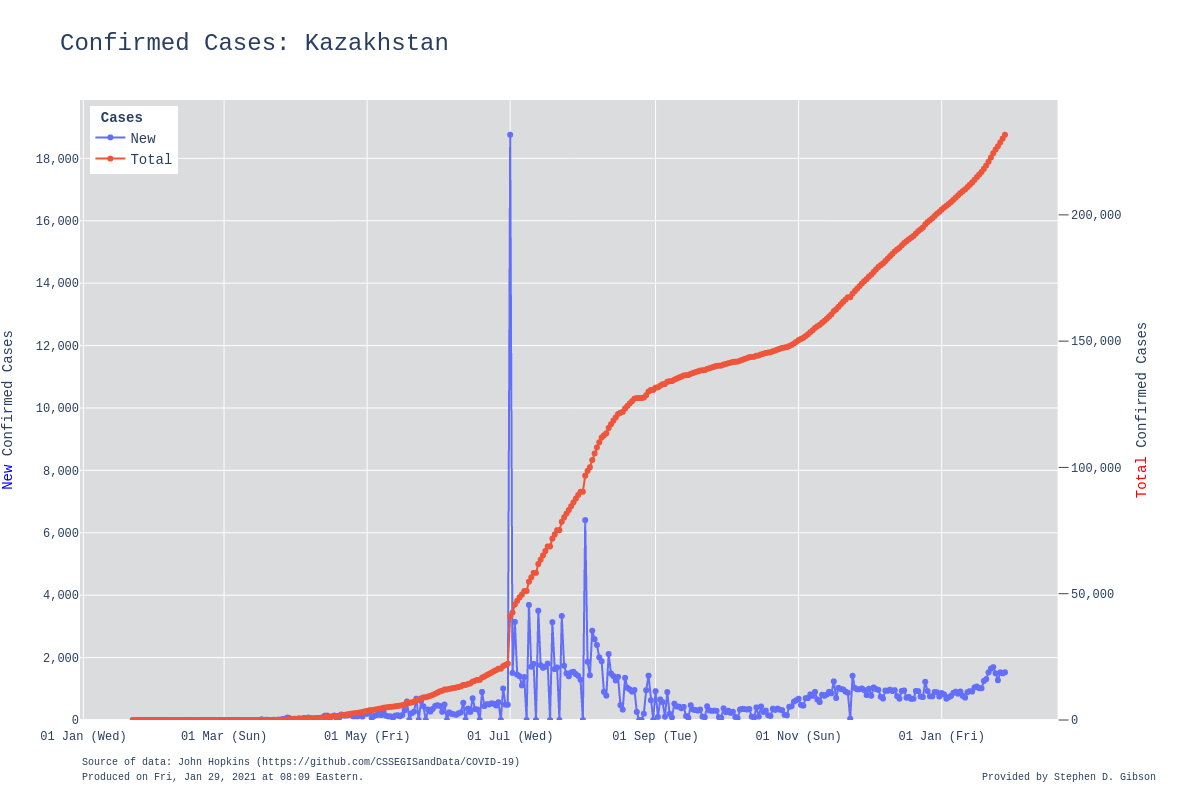 Confirmed Cases: Kazakhstan
Cases
New
Total
18,000
16,000
14,000
12,000
10,000
8,000
6,000
4,000
2,000
0
200,000
150,000
100,000
50,000
0
New Confirmed Cases
Total Confirmed Cases
01 Jan (Wed)
01 Mar (Sun)
01 May (Fri)
01 Jul (Wed)
01 Sep (Tue)
01 Nov (Sun)
01 Jan (Fri)
Source of data: John Hopkins (https://github.com/CSSEGISandData/COVID-19)
Produced on Fri, Jan 29, 2021 at 08:09 Eastern.
Provided by Stephen D. Gibson